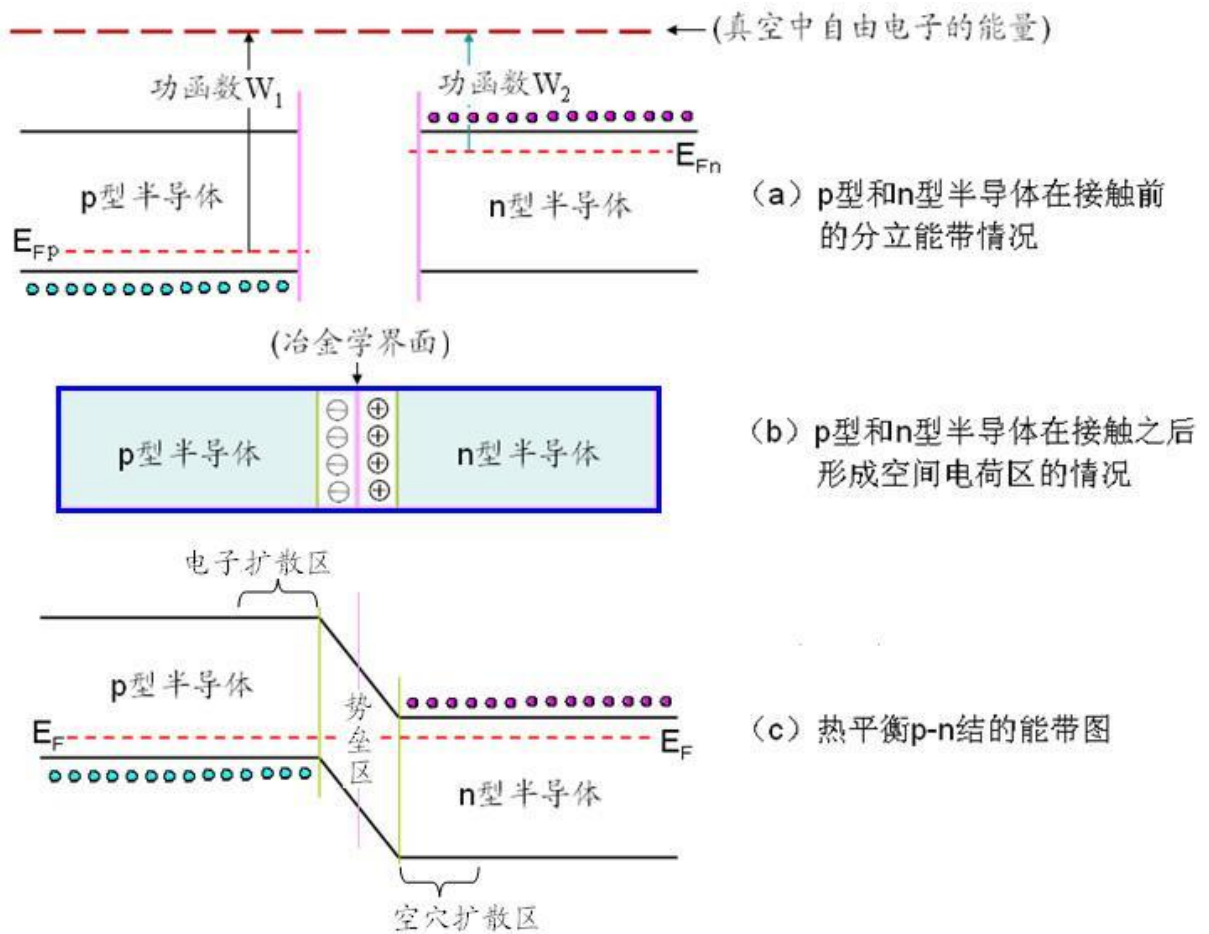 (真空中自由电子的能量)
功函数W1
功函数W2
EFn
p型半导体
n型半导体
EFp
(a) p型和n型半导体在接触前
的分立能带情况
(冶金学界面)
p型半导体
n型半导体
(b) p型和n型半导体在接触之后
形成空间电荷区的情况
电子扩散区
p型半导体
势垒区
EF
EF
n型半导体
(c) 热平衡p-n结的能带图
空穴扩散区